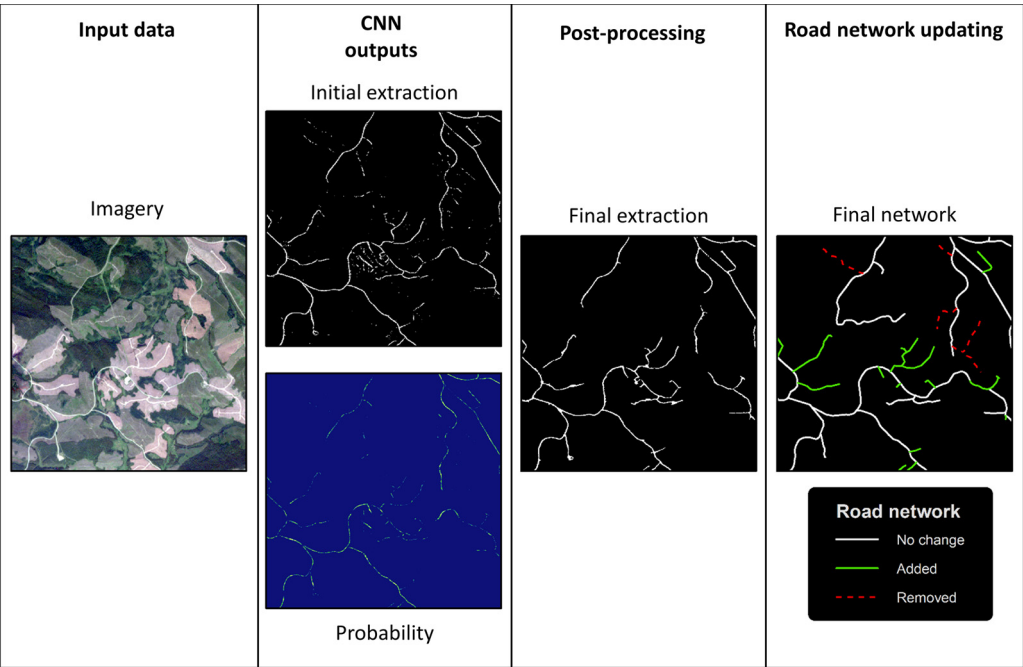 Input data
CNN
outputs
Post-processing
Road network updating
Initial extraction
Imagery
Final extraction
Final network
Probability
Road network
No change
Added
Removed